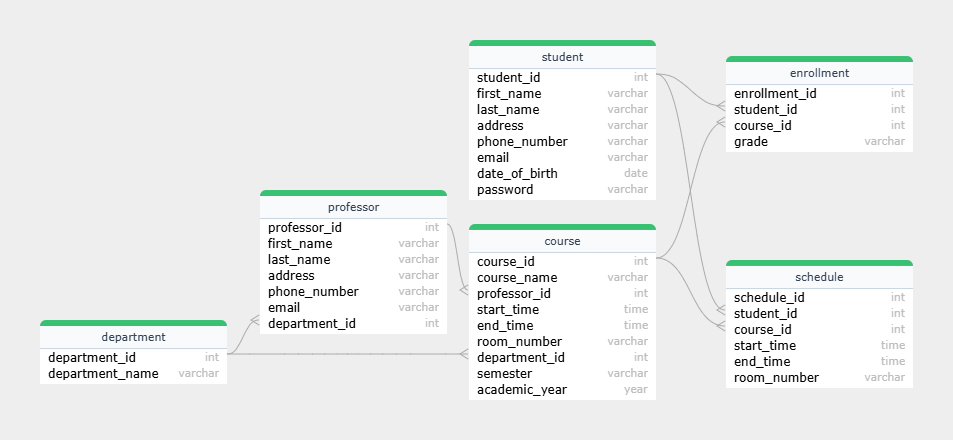 student
student_id int
first_name varchar
last_name varchar
address varchar
phone_number varchar
email varchar
date_of_birth date
password varchar
enrollment
enrollment_id int
student_id int
course_id int
grade varchar
professor
professor_id int
first_name varchar
last_name varchar
address varchar
phone_number varchar
email varchar
department_id int
course
course_id int
course_name varchar
professor_id int
start_time time
end_time time
room_number varchar
department_id int
semester varchar
academic_year year
schedule
schedule_id int
student_id int
course_id int
start_time time
end_time time
room_number varchar
department
department_id int
department_name varchar